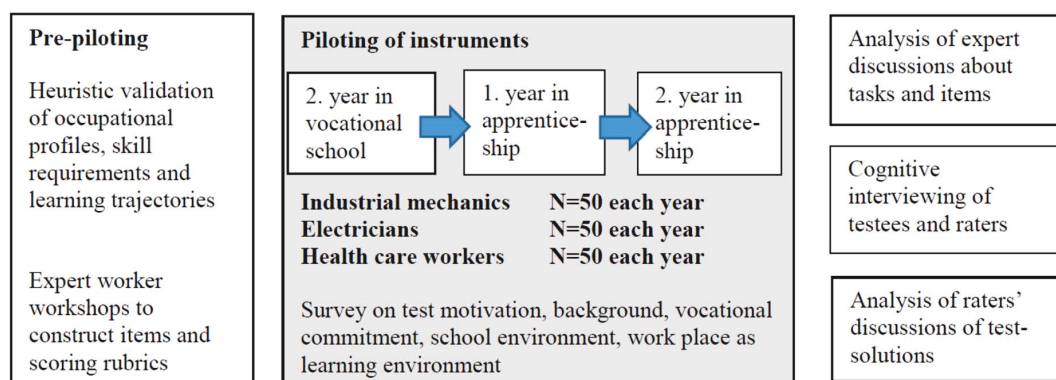 Pre-piloting
Heuristic validation
of occupational
profiles, skill
requirements and
learning trajectories
Expert worker
workshops to
construct items and
scoring rubrics
Piloting of instruments
2. year in
vocational
school
1. year in
apprentice-
ship
2. year in
apprentice-
ship
Industrial mechanics N=50 each year
Electricians N=50 each year
Health care workers N=50 each year
Survey on test motivation, background, vocational
commitment, school environment, work place as
learning environment
Analysis of expert
discussions about
tasks and items
Cognitive
interviewing of
testees and raters
Analysis of raters’
discussions of test-
solutions